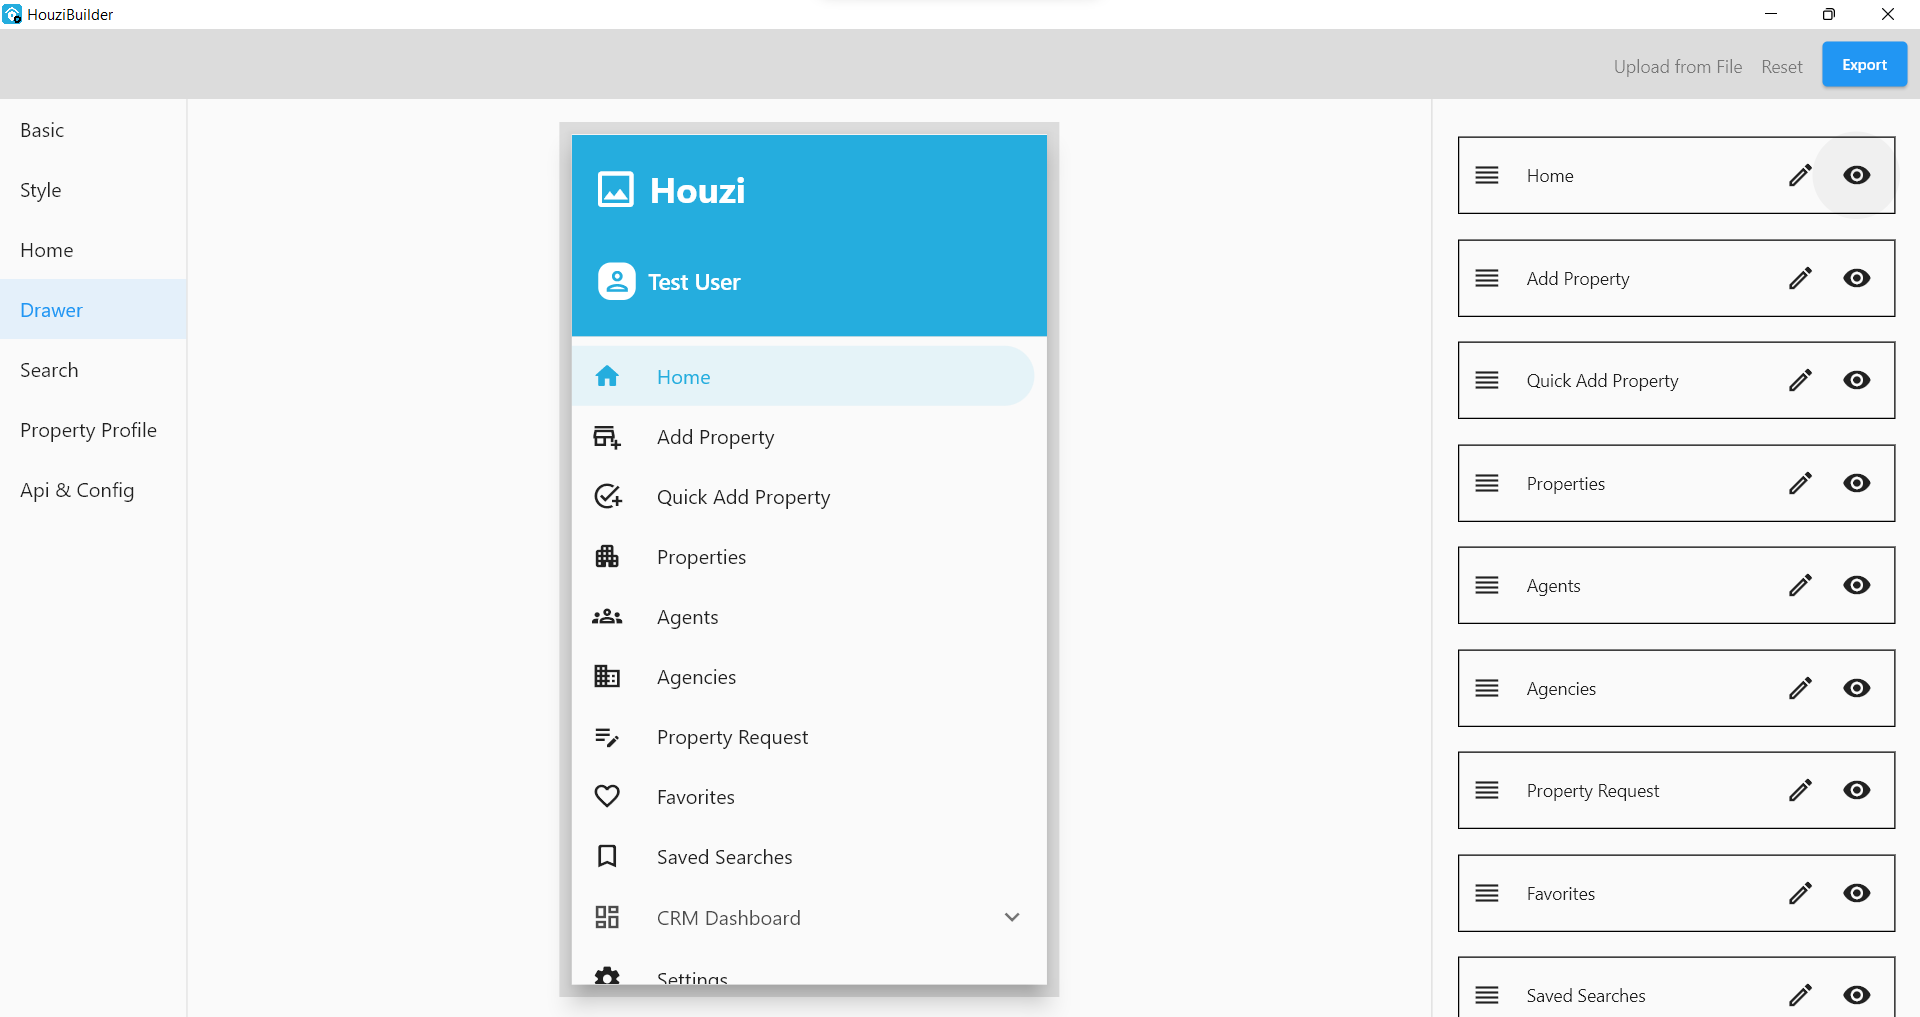 HouziBuilder
Upload from File Reset Export
Basic
Style
Home
Drawer
Search
Property Profile
Api & Config
Houzi
Test User
Home
Add Property
Quick Add Property
Properties
Agents
Agencies
Property Request
Favorites
Saved Searches
CRM Dashboard
Settings
Home
Add Property
Quick Add Property
Properties
Agents
Agencies
Property Request
Favorites
Saved Searches